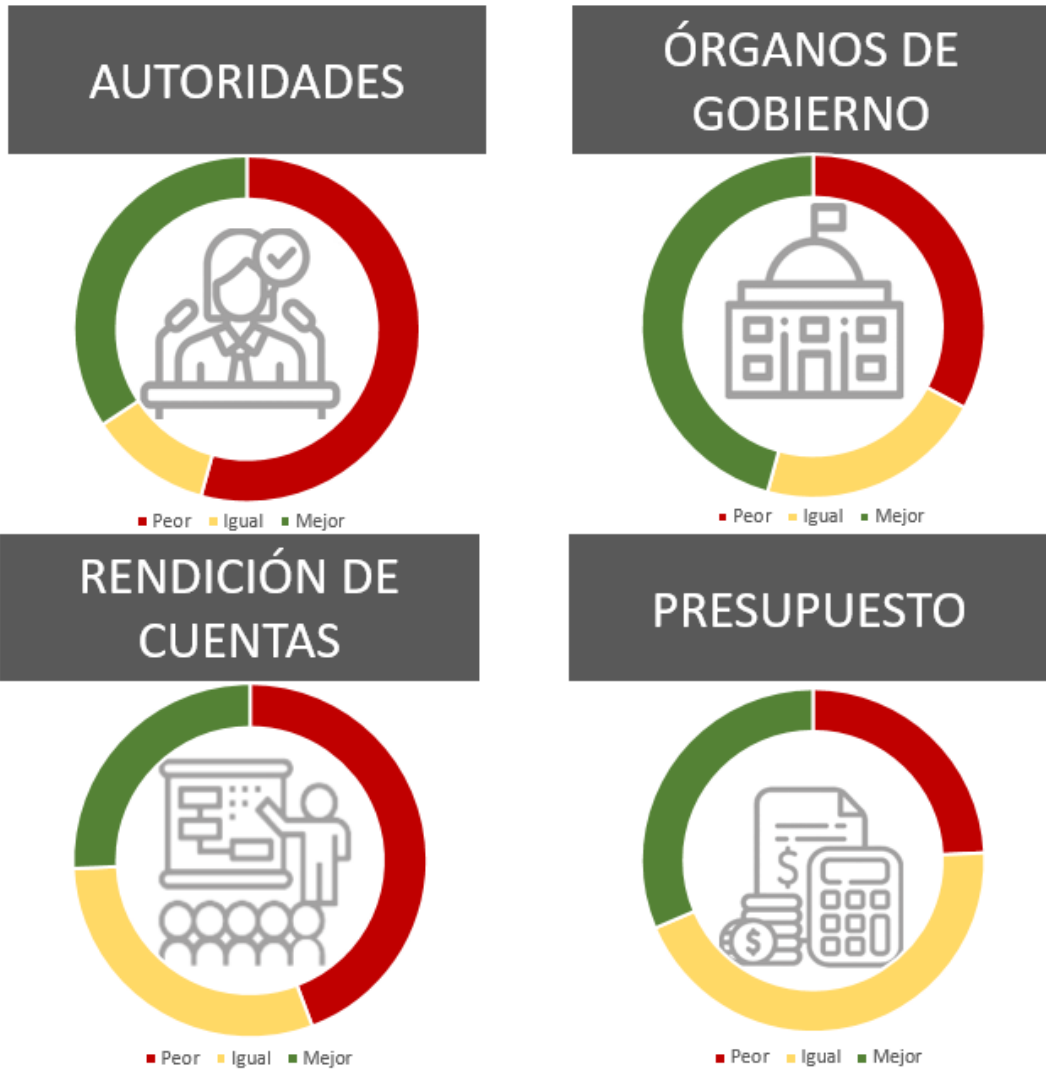 AUTORIDADES
Peor Igual Mejor
ÓRGANOS DE
GOBIERNO
Peor Igual Mejor
RENDICIÓN DE
CUENTAS
Peor Igual Mejor
PRESUPUESTO
$
$
Peor Igual Mejor